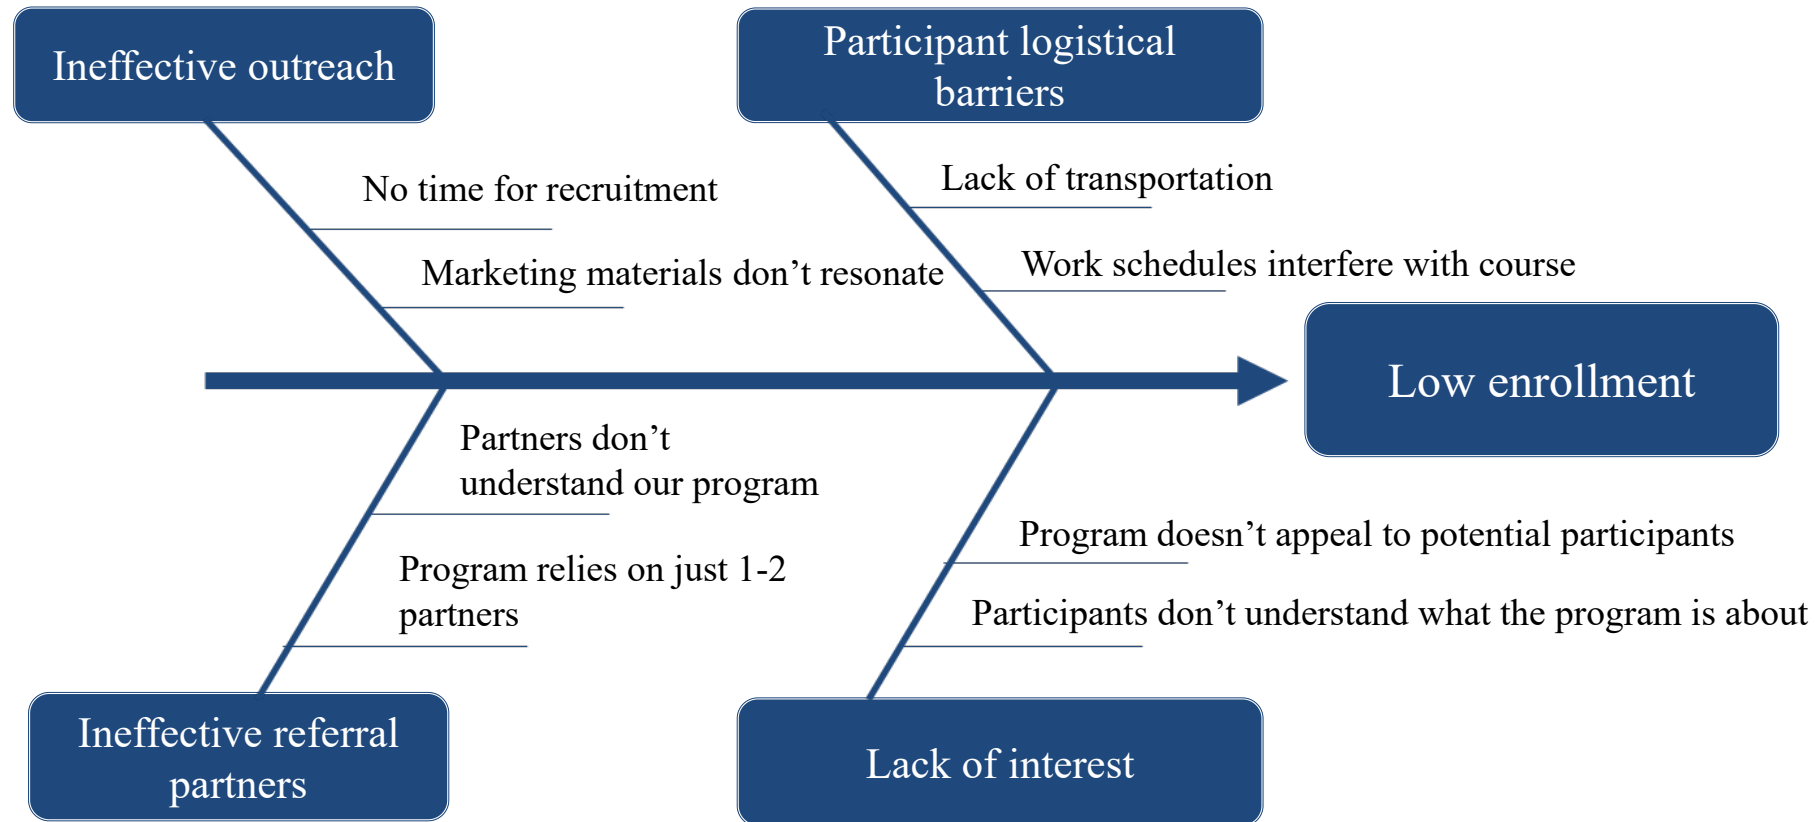 Ineffective outreach
Participant logistical
barriers
No time for recruitment
Marketing materials don’t resonate
Lack of transportation
Work schedules interfere with course
Low enrollment
Partners don’t
understand our program
Program relies on just 1-2
partners
Program doesn’t appeal to potential participants
Participants don’t understand what the program is about
Ineffective referral
partners
Lack of interest